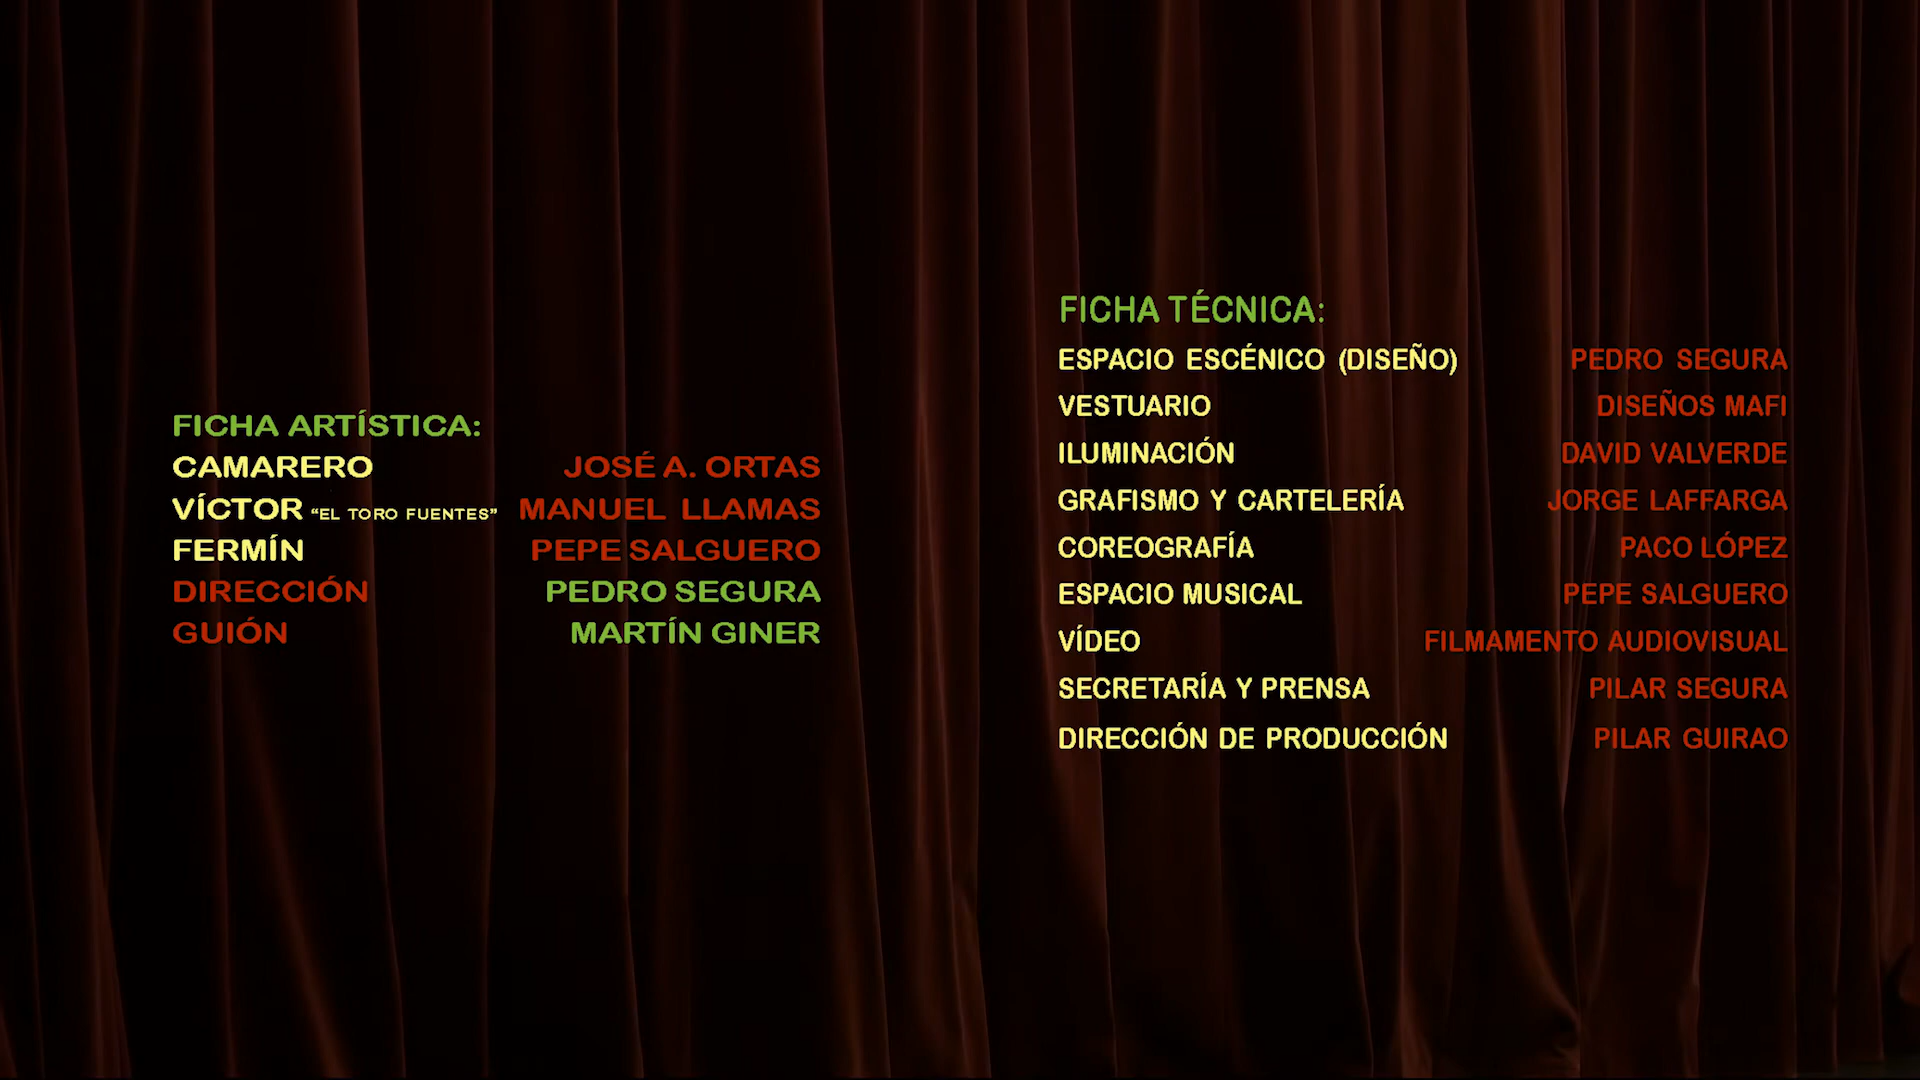 FICHA ARTÍSTICA:
CAMARERO JOSÉ A. ORTAS
VÍCTOR “EL TORO FUENTES” MANUEL LLAMAS
FERMÍN PEPE SALGUERO
DIRECCIÓN PEDRO SEGURA
GUIÓN MARTÍN GINER
FICHA TÉCNICA:
ESPACIO ESCÉNICO (DISEÑO) PEDRO SEGURA
VESTUARIO DISEÑOS MAFI
ILUMINACIÓN DAVID VALVERDE
GRAFISMO Y CARTELERÍA JORGE LAFFARGA
COREOGRAFÍA PACO LÓPEZ
ESPACIO MUSICAL PEPE SALGUERO
VÍDEO FILMAMENTO AUDIOVISUAL
SECRETARÍA Y PRENSA PILAR SEGURA
DIRECCIÓN DE PRODUCCIÓN PILAR GUIRAO